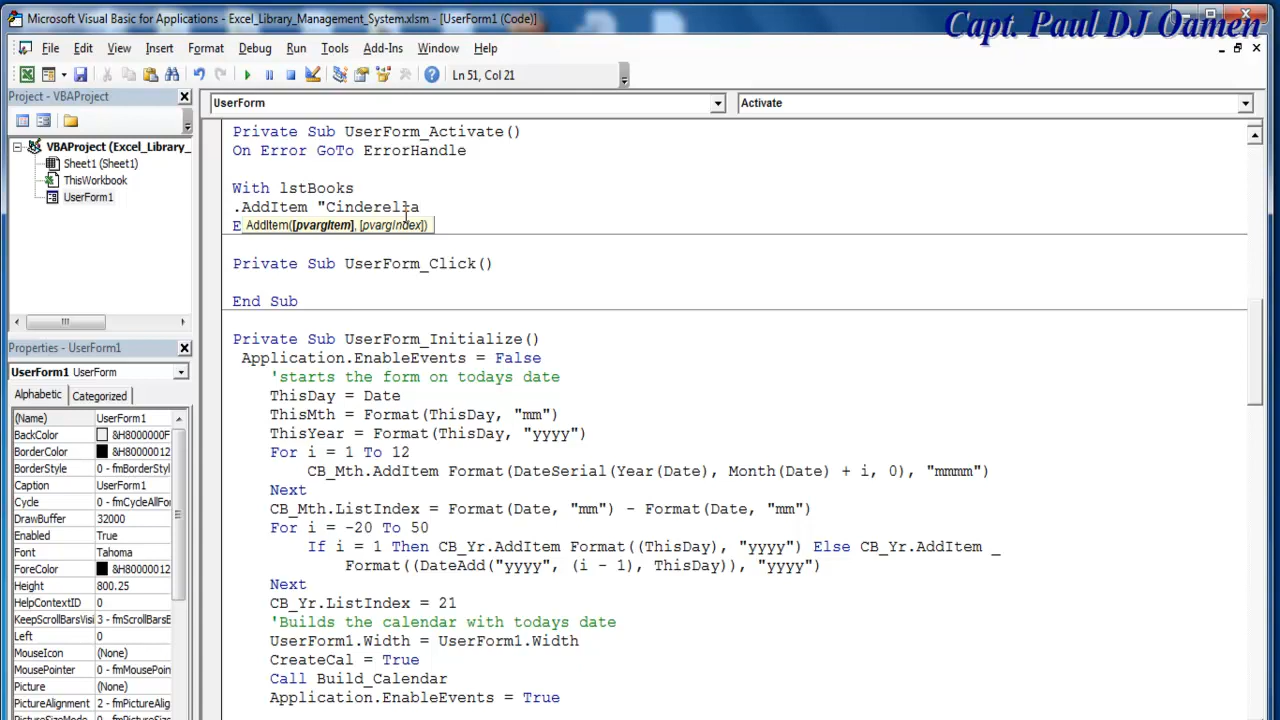 Microsoft Visual Basic for Applications - Excel_Library_Management_System.xlsm - [UserForm1 (Code)]
Capt. Paul DJ Oamen
File Edit View Insert Format Debug Run Tools Add-Ins Window Help
Ln 51, Col 21
Project - VBAProject
UserForm
Activate
VBAProject (Excel_Library_
Sheet1 (Sheet1)
ThisWorkbook
UserForm1
Private Sub UserForm_Activate()
On Error GoTo ErrorHandle
With lstBooks
.AddItem "Cinderella
E
AddItem([pvargItem], [pvargIndex])
Private Sub UserForm_Click()
End Sub
Private Sub UserForm_Initialize()
Application.EnableEvents = False
'starts the form on todays date
ThisDay = Date
ThisMth = Format(ThisDay, "mm")
ThisYear = Format(ThisDay, "yyyy")
For i = 1 To 12
CB_Mth.AddItem Format(DateSerial(Year(Date), Month(Date) + i, 0), "mmmm")
Next
CB_Mth.ListIndex = Format(Date, "mm") - Format(Date, "mm")
For i = -20 To 50
If i = 1 Then CB_Yr.AddItem Format((ThisDay), "yyyy") Else CB_Yr.AddItem _
Format((DateAdd("yyyy", (i - 1), ThisDay)), "yyyy")
Next
CB_Yr.ListIndex = 21
'Builds the calendar with todays date
UserForm1.Width = UserForm1.Width
CreateCal = True
Call Build_Calendar
Application.EnableEvents = True
Properties - UserForm1
UserForm1 UserForm
Alphabetic Categorized
(Name) UserForm1
BackColor &H8000000F
BorderColor &H80000012
BorderStyle 0 - fmBorderStyl
Caption UserForm1
Cycle 0 - fmCycleAllFor
DrawBuffer 32000
Enabled True
Font Tahoma
ForeColor &H80000012
Height 800.25
HelpContextID 0
KeepScrollBarsVisi 3 - fmScrollBarsB
Left 0
MouseIcon (None)
MousePointer 0 - fmMousePoin
Picture (None)
PictureAlignment 2 - fmPictureAlig